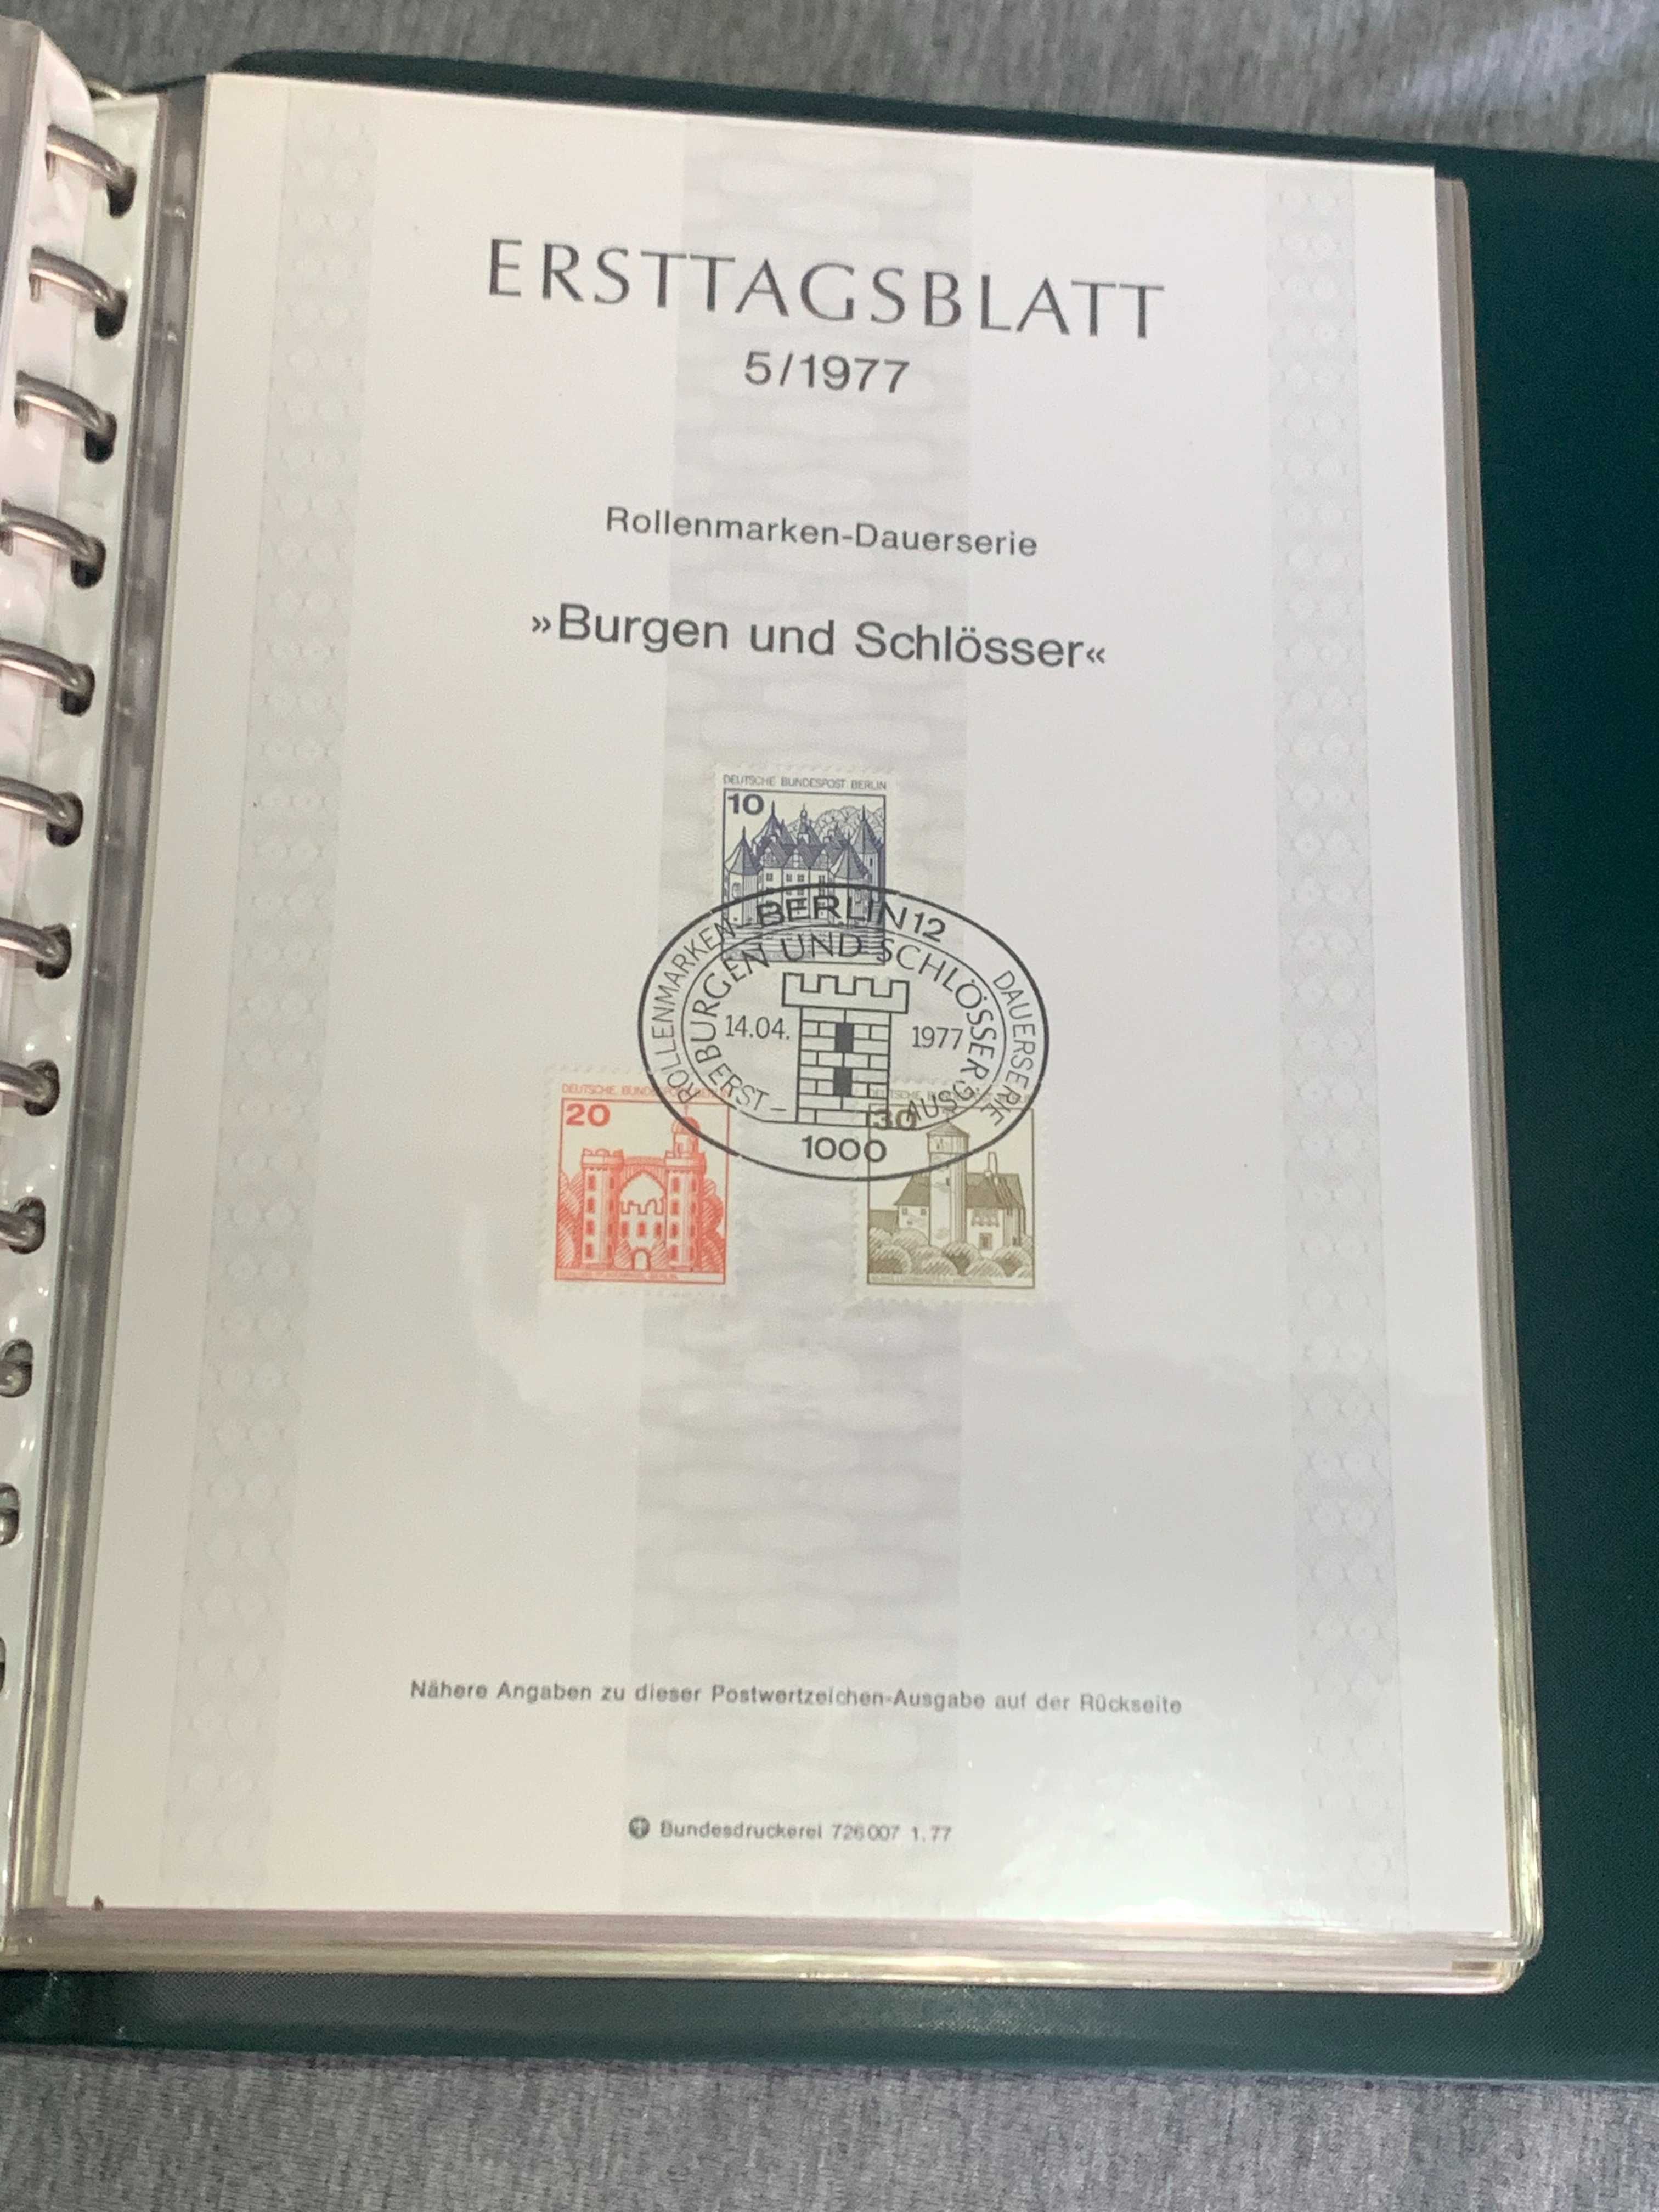 ERSTTAGSBLATT
5/1977
Rollenmarken-Dauerserie
»Burgen und Schlösser«
DEUTSCHE BUNDESPOST BERLIN
10
BERLIN 12
ROLLENMARKEN- DAUERSERIE
BURGEN UND SCHLÖSSER
14.04. 1977
ERST- AUSG.
1000
DEUTSCHE
20
30
Nähere Angaben zu dieser Postwertzeichen-Ausgabe auf der Rückseite
Bundesdruckerei 726007 1.77